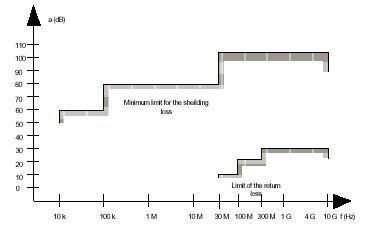 a (dB)
110
100
90
80
70
60
50
40
30
20
10
0
Minimum limit for the sheilding
loss
Limit of the return
loss
10 k 100 k 1 M 10 M 30 M 100 M 300 M 1 G 4 G 10 G f (Hz)